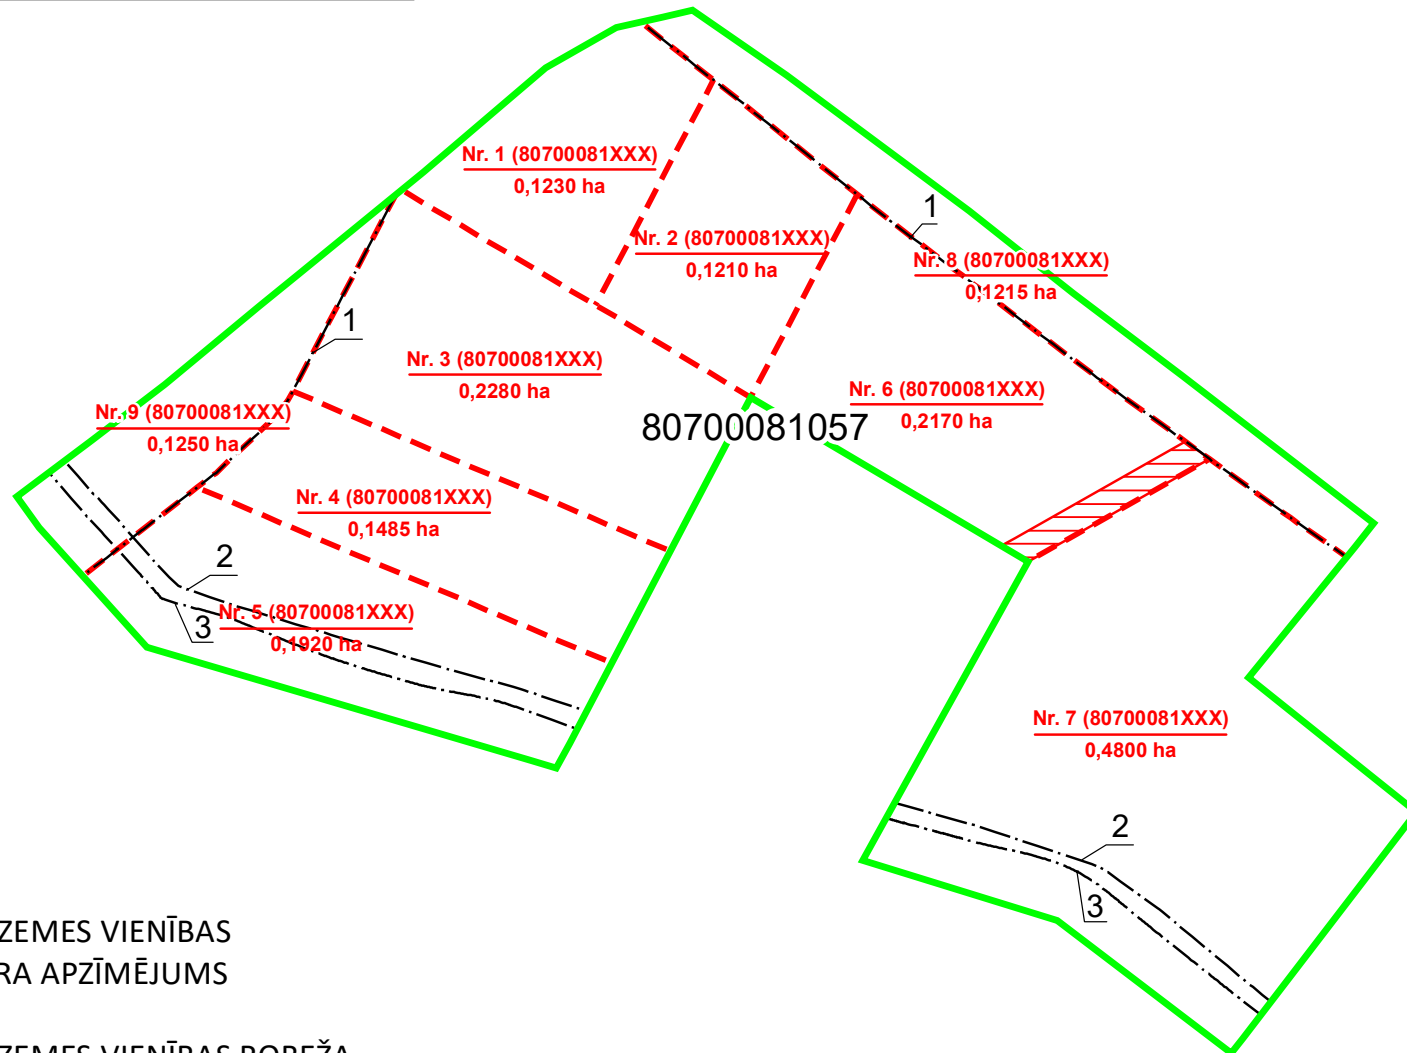 Nr. 1 (80700081XXX)
0,1230 ha
1
Nr. 2 (80700081XXX)
0,1210 ha
Nr. 8 (80700081XXX)
0,1215 ha
1
Nr. 3 (80700081XXX)
0,2280 ha
Nr. 6 (80700081XXX)
0,2170 ha
Nr. 9 (80700081XXX)
0,1250 ha
80700081057
Nr. 4 (80700081XXX)
0,1485 ha
2
Nr. 5 (80700081XXX)
0,1920 ha
3
Nr. 7 (80700081XXX)
0,4800 ha
2
3
ZEMES VIENĪBAS
RA APZĪMĒJUMS
ZEMES VIENĪBAS ROBEŽA